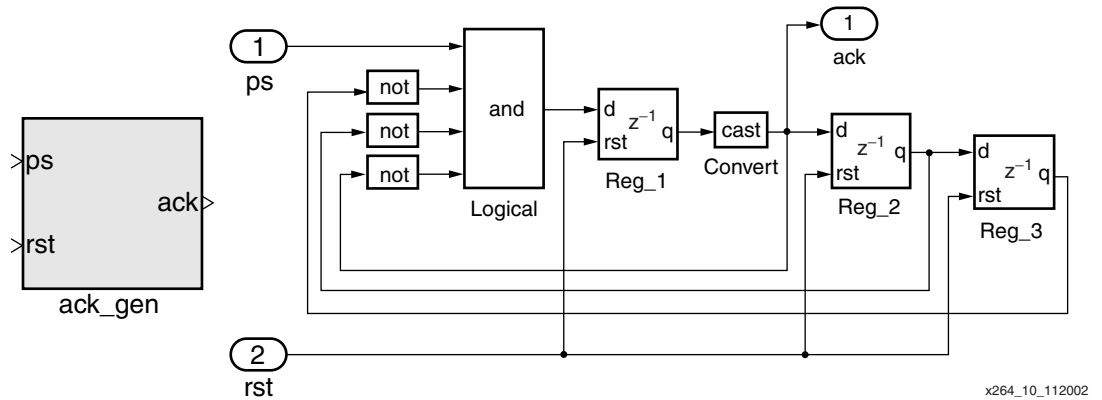 ps
rst
ack
ack_gen
1
ps
not
not
not
and
Logical
d
rst
z⁻¹
q
Reg_1
cast
Convert
1
ack
d
rst
z⁻¹
q
Reg_2
d
rst
z⁻¹
q
Reg_3
2
rst
x264_10_112002